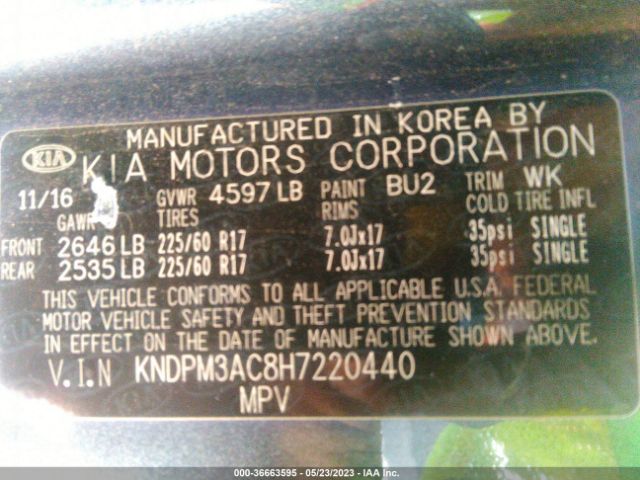 MANUFACTURED IN KOREA BY
KIA KIA MOTORS CORPORATION
11/16 GVWR 4597 LB PAINT BU2 TRIM WK
GAWR TIRES RIMS COLD TIRE INFL
FRONT 2646 LB 225/60 R17 7.0Jx17 35psi SINGLE
REAR 2535 LB 225/60 R17 7.0Jx17 35psi SINGLE
THIS VEHICLE CONFORMS TO ALL APPLICABLE U.S.A. FEDERAL
MOTOR VEHICLE SAFETY AND THEFT PREVENTION STANDARDS
IN EFFECT ON THE DATE OF MANUFACTURE SHOWN ABOVE.
V.I.N KNDPM3AC8H7220440
MPV
000-36663595 - 05/23/2023 - IAA Inc.